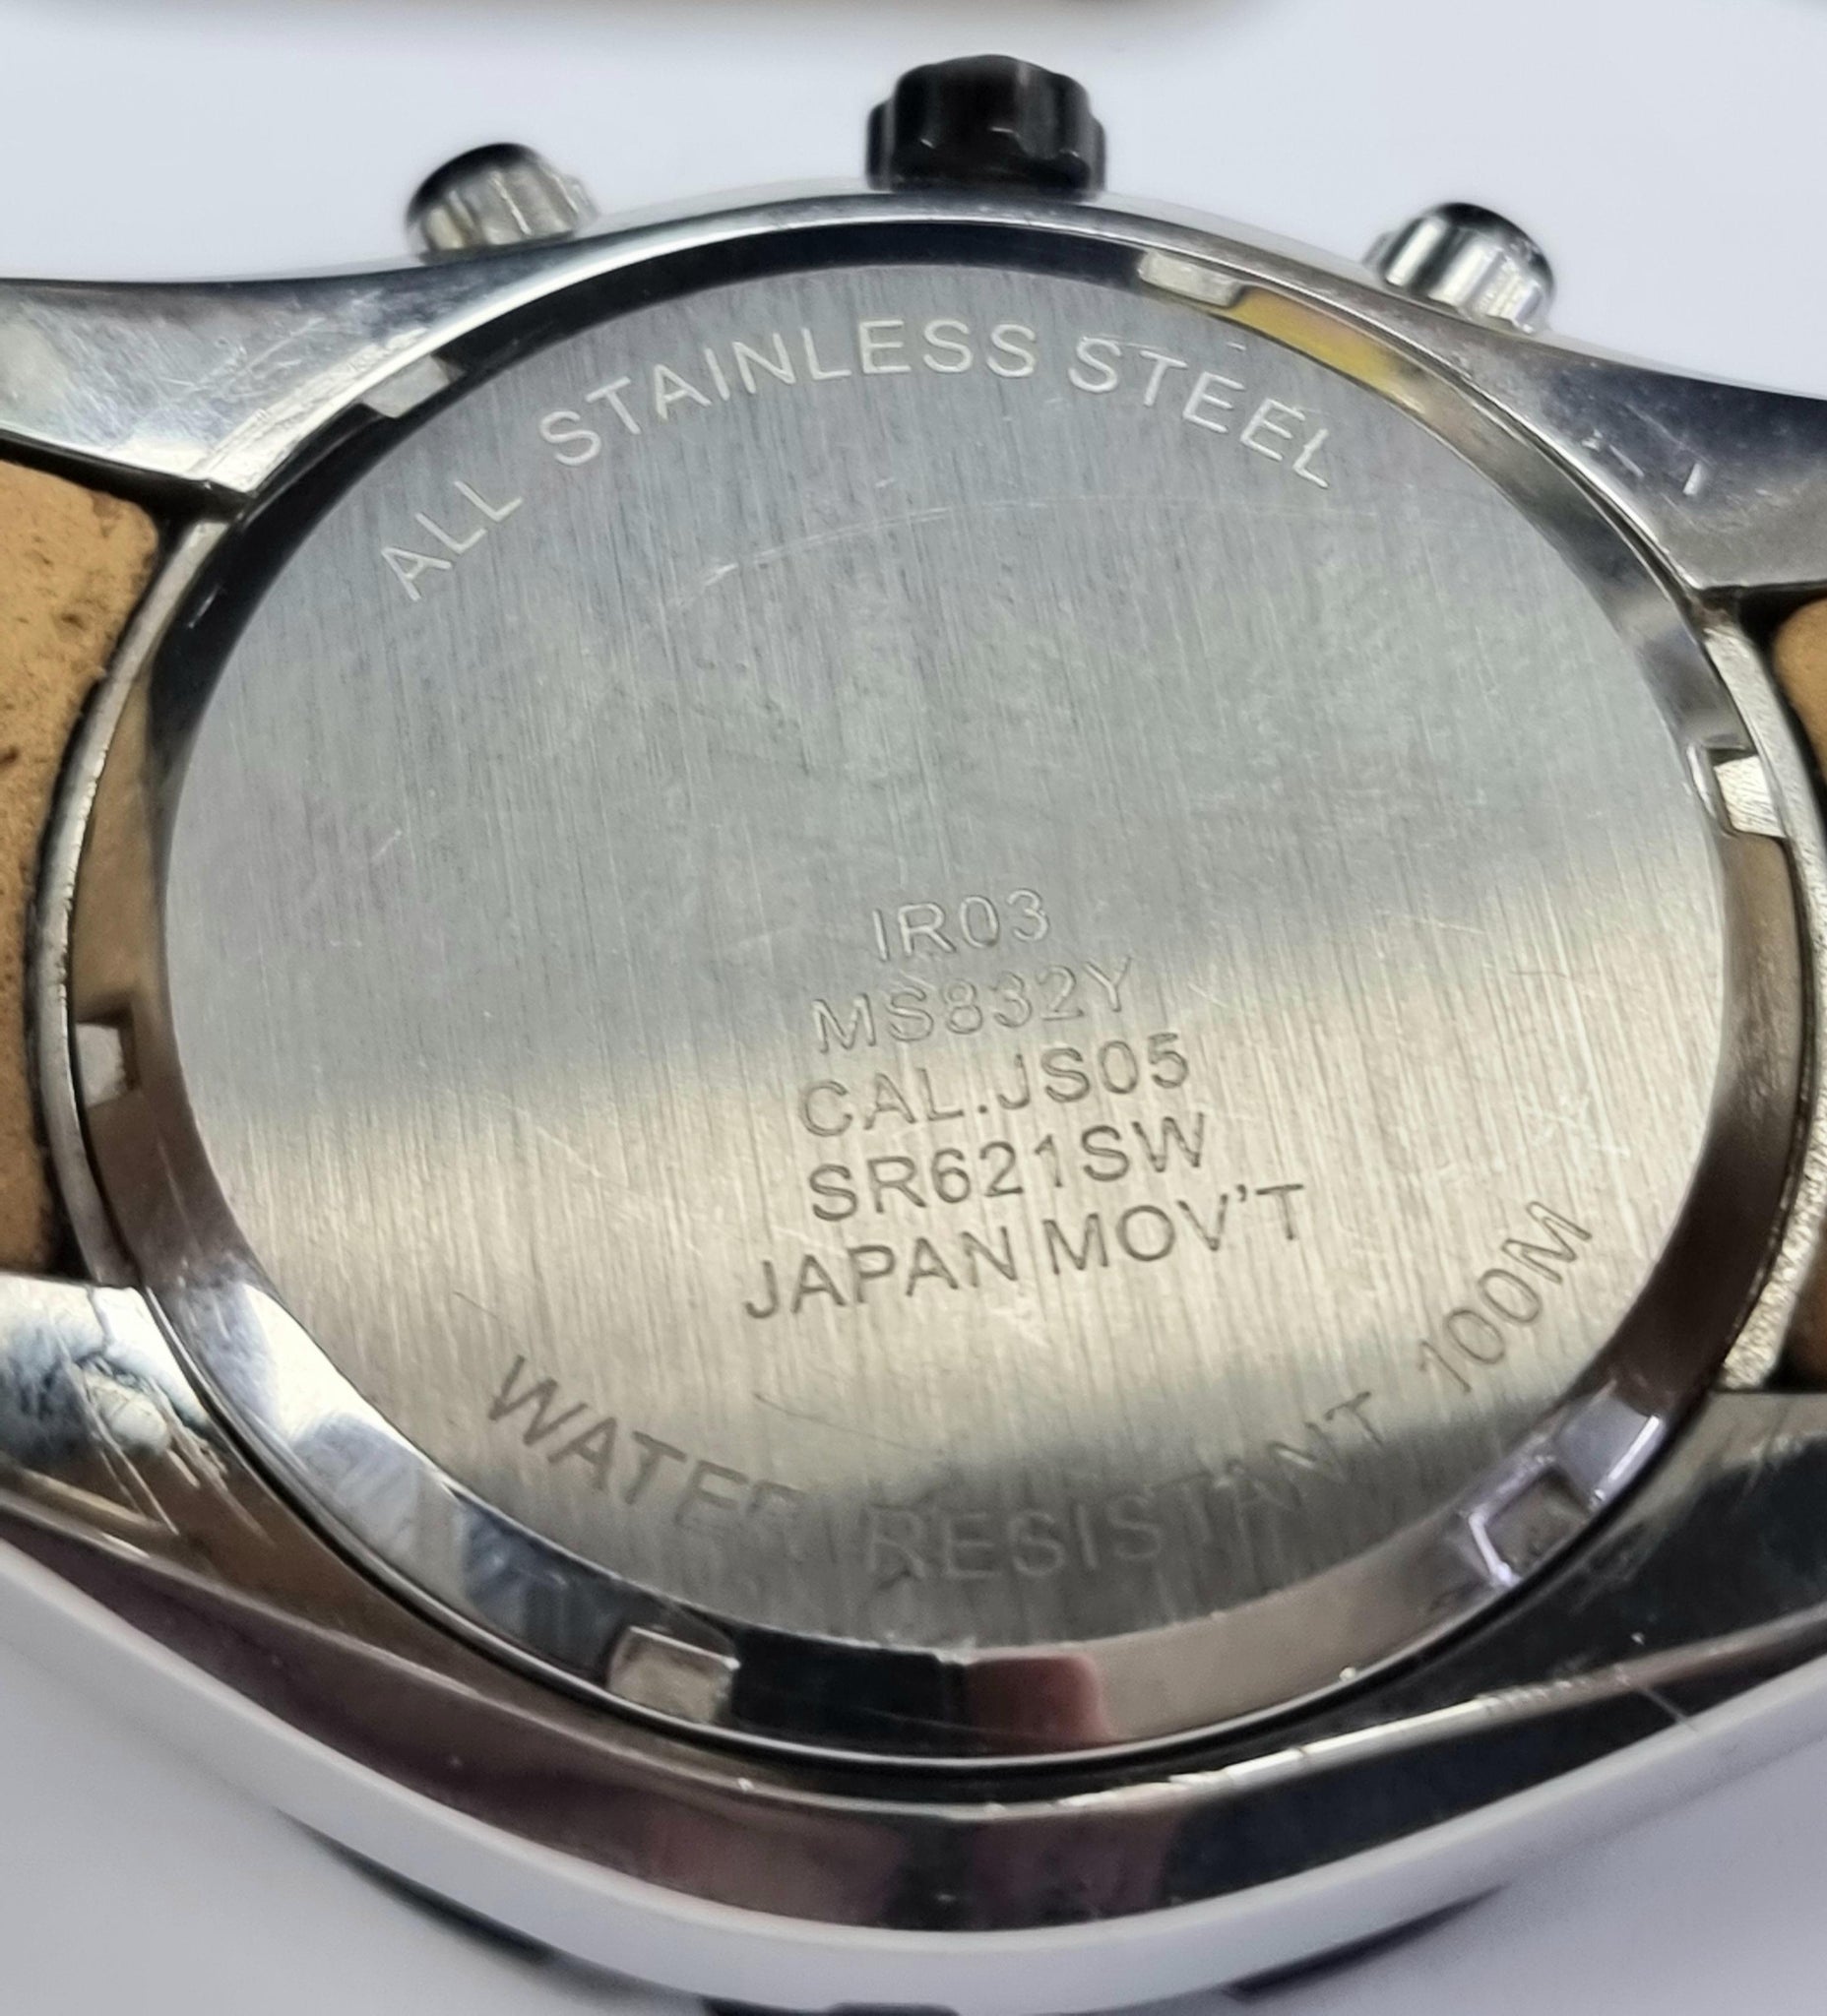 ALL STAINLESS STEEL
IR03
MS832Y
CAL.JS05
SR621SW
JAPAN MOV'T
WATER RESISTANT 100M